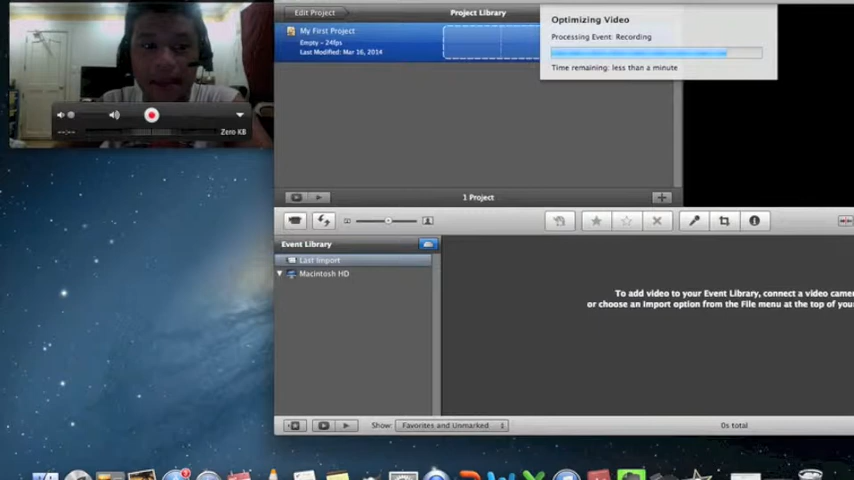 Edit Project
Project Library
Optimizing Video
Processing Event: Recording
Time remaining: less than a minute
My First Project
Empty - 24fps
Last Modified: Mar 16, 2014
--:--
Zero KB
1 Project
Event Library
Last Import
Macintosh HD
To add video to your Event Library, connect a video came
or choose an Import option from the File menu at the top of your
Show:
Favorites and Unmarked
0s total